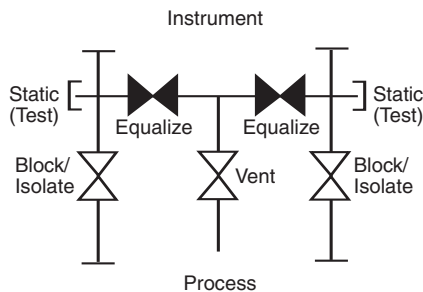 Instrument
Static
(Test)
Static
(Test)
Equalize
Equalize
Block/
Isolate
Vent
Block/
Isolate
Process